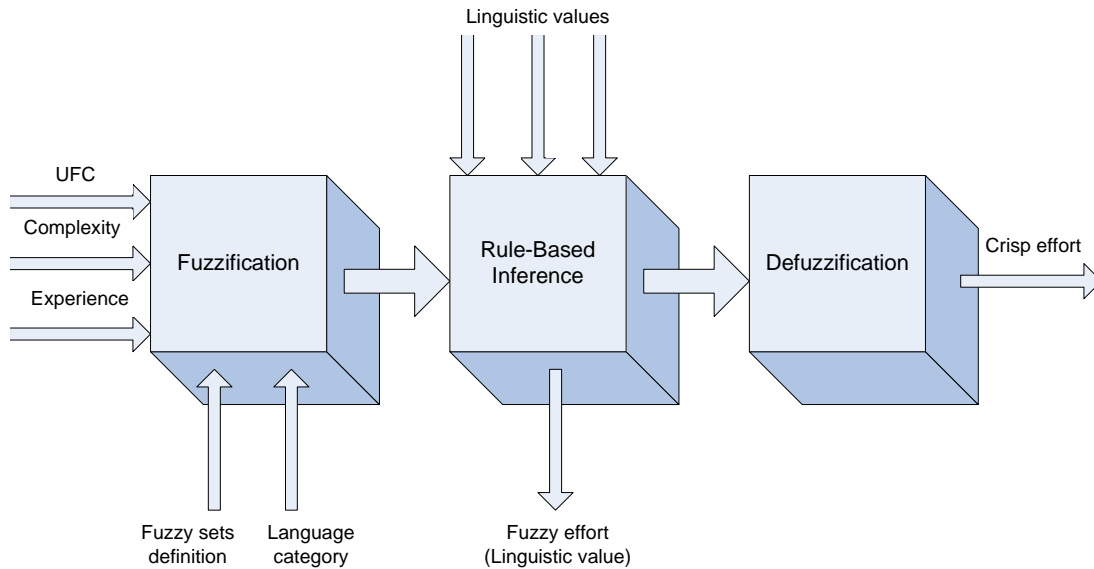 Linguistic values
UFC
Complexity
Experience
Fuzzification
Rule-Based
Inference
Defuzzification
Crisp effort
Fuzzy sets
definition
Language
category
Fuzzy effort
(Linguistic value)